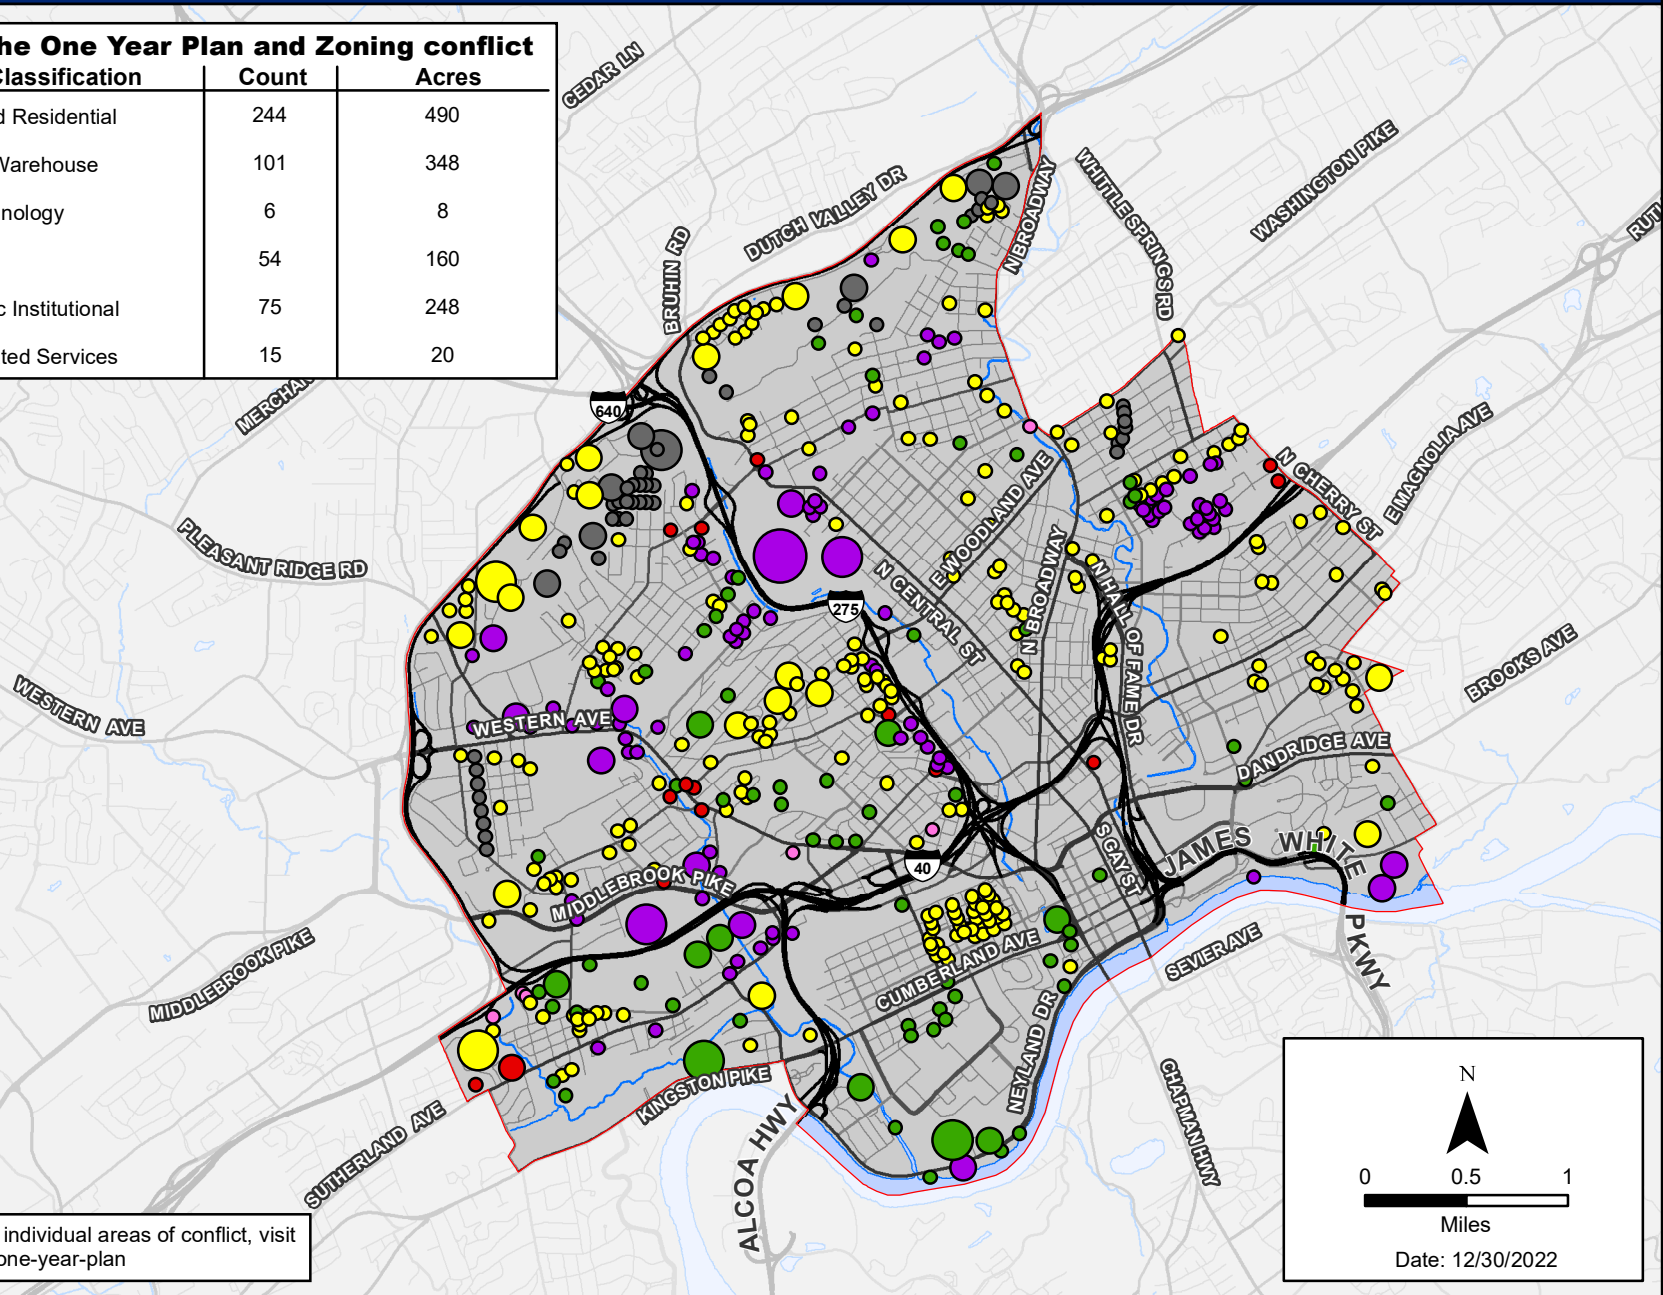 he One Year Plan and Zoning conflict
Classification Count Acres
d Residential 244 490
Warehouse 101 348
nology 6 8
54 160
c Institutional 75 248
ted Services 15 20
CEDAR LN
DUTCH VALLEY DR
BRUHIN RD
N BROADWAY
WHITTLE SPRINGS RD
WASHINGTON PIKE
RUTL
MERCHAN
640
PLEASANT RIDGE RD
N CHERRY ST
E MAGNOLIA AVE
E WOODLAND AVE
N CENTRAL ST
N BROADWAY
N HALL OF FAME DR
275
WESTERN AVE
WESTERN AVE
BROOKS AVE
DANDRIDGE AVE
JAMES WHITE PKWY
S GAY ST
40
MIDDLEBROOK PIKE
MIDDLEBROOK PIKE
CUMBERLAND AVE
SEVIER AVE
NEYLAND DR
KINGSTON PIKE
SUTHERLAND AVE
ALCOA HWY
CHAPMAN HWY
individual areas of conflict, visit
one-year-plan
N
0 0.5 1
Miles
Date: 12/30/2022